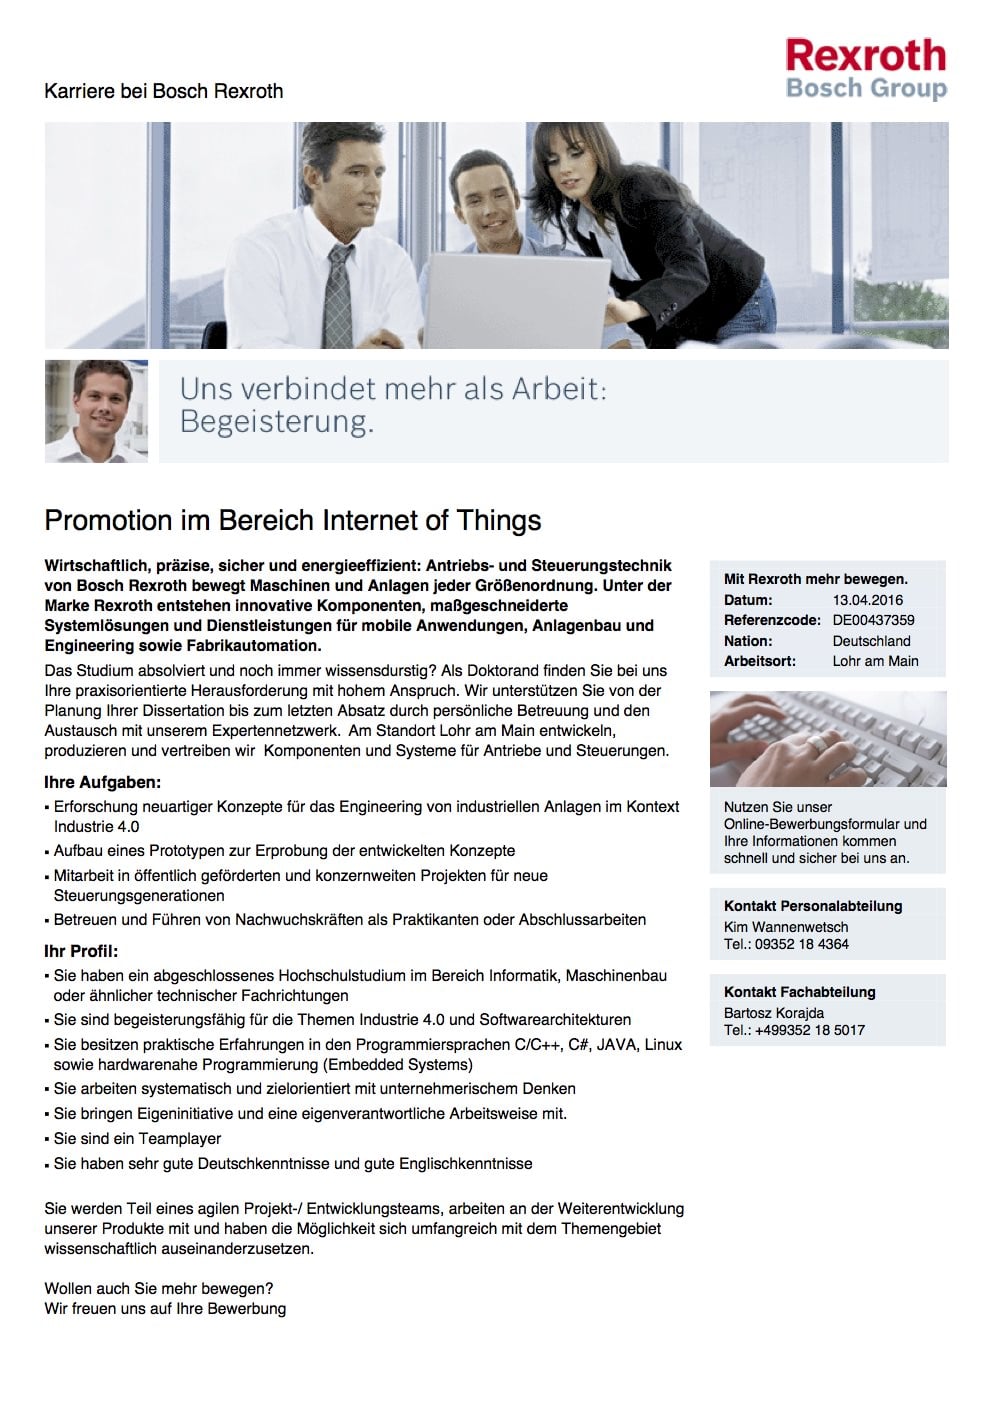 Rexroth
Bosch Group
Karriere bei Bosch Rexroth
Uns verbindet mehr als Arbeit:
Begeisterung.
Promotion im Bereich Internet of Things
Wirtschaftlich, präzise, sicher und energieeffizient: Antriebs- und Steuerungstechnik
von Bosch Rexroth bewegt Maschinen und Anlagen jeder Größenordnung. Unter der
Marke Rexroth entstehen innovative Komponenten, maßgeschneiderte
Systemlösungen und Dienstleistungen für mobile Anwendungen, Anlagenbau und
Engineering sowie Fabrikautomation.
Das Studium absolviert und noch immer wissensdurstig? Als Doktorand finden Sie bei uns
Ihre praxisorientierte Herausforderung mit hohem Anspruch. Wir unterstützen Sie von der
Planung Ihrer Dissertation bis zum letzten Absatz durch persönliche Betreuung und den
Austausch mit unserem Expertennetzwerk.  Am Standort Lohr am Main entwickeln,
produzieren und vertreiben wir  Komponenten und Systeme für Antriebe und Steuerungen.
Ihre Aufgaben:
▪ Erforschung neuartiger Konzepte für das Engineering von industriellen Anlagen im Kontext
Industrie 4.0
▪ Aufbau eines Prototypen zur Erprobung der entwickelten Konzepte
▪ Mitarbeit in öffentlich geförderten und konzernweiten Projekten für neue
Steuerungsgenerationen
▪ Betreuen und Führen von Nachwuchskräften als Praktikanten oder Abschlussarbeiten
Ihr Profil:
▪ Sie haben ein abgeschlossenes Hochschulstudium im Bereich Informatik, Maschinenbau
oder ähnlicher technischer Fachrichtungen
▪ Sie sind begeisterungsfähig für die Themen Industrie 4.0 und Softwarearchitekturen
▪ Sie besitzen praktische Erfahrungen in den Programmiersprachen C/C++, C#, JAVA, Linux
sowie hardwarenahe Programmierung (Embedded Systems)
▪ Sie arbeiten systematisch und zielorientiert mit unternehmerischem Denken
▪ Sie bringen Eigeninitiative und eine eigenverantwortliche Arbeitsweise mit.
▪ Sie sind ein Teamplayer
▪ Sie haben sehr gute Deutschkenntnisse und gute Englischkenntnisse
Sie werden Teil eines agilen Projekt-/ Entwicklungsteams, arbeiten an der Weiterentwicklung
unserer Produkte mit und haben die Möglichkeit sich umfangreich mit dem Themengebiet
wissenschaftlich auseinanderzusetzen.
Wollen auch Sie mehr bewegen?
Wir freuen uns auf Ihre Bewerbung
Mit Rexroth mehr bewegen.
Datum: 13.04.2016
Referenzcode: DE00437359
Nation: Deutschland
Arbeitsort: Lohr am Main
Nutzen Sie unser
Online-Bewerbungsformular und
Ihre Informationen kommen
schnell und sicher bei uns an.
Kontakt Personalabteilung
Kim Wannenwetsch
Tel.: 09352 18 4364
Kontakt Fachabteilung
Bartosz Korajda
Tel.: +499352 18 5017